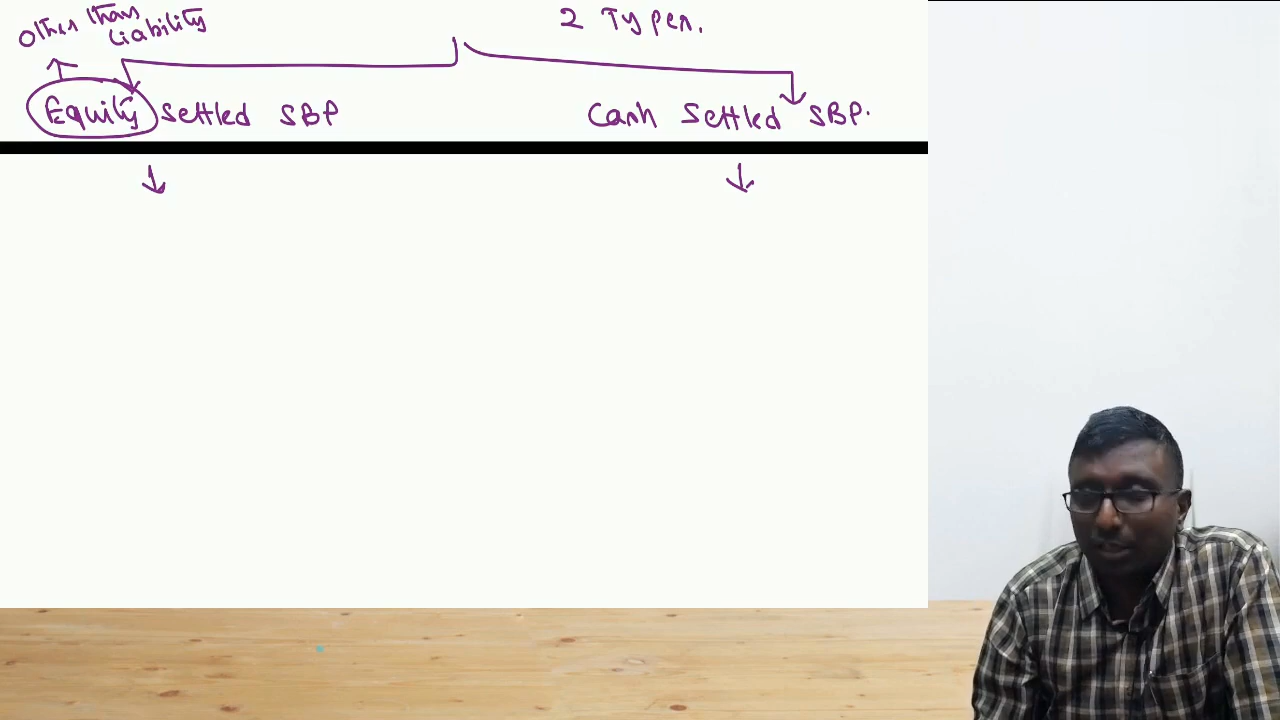 Other than
Liability
2 Types.
Equity Settled SBP
Cash Settled SBP.